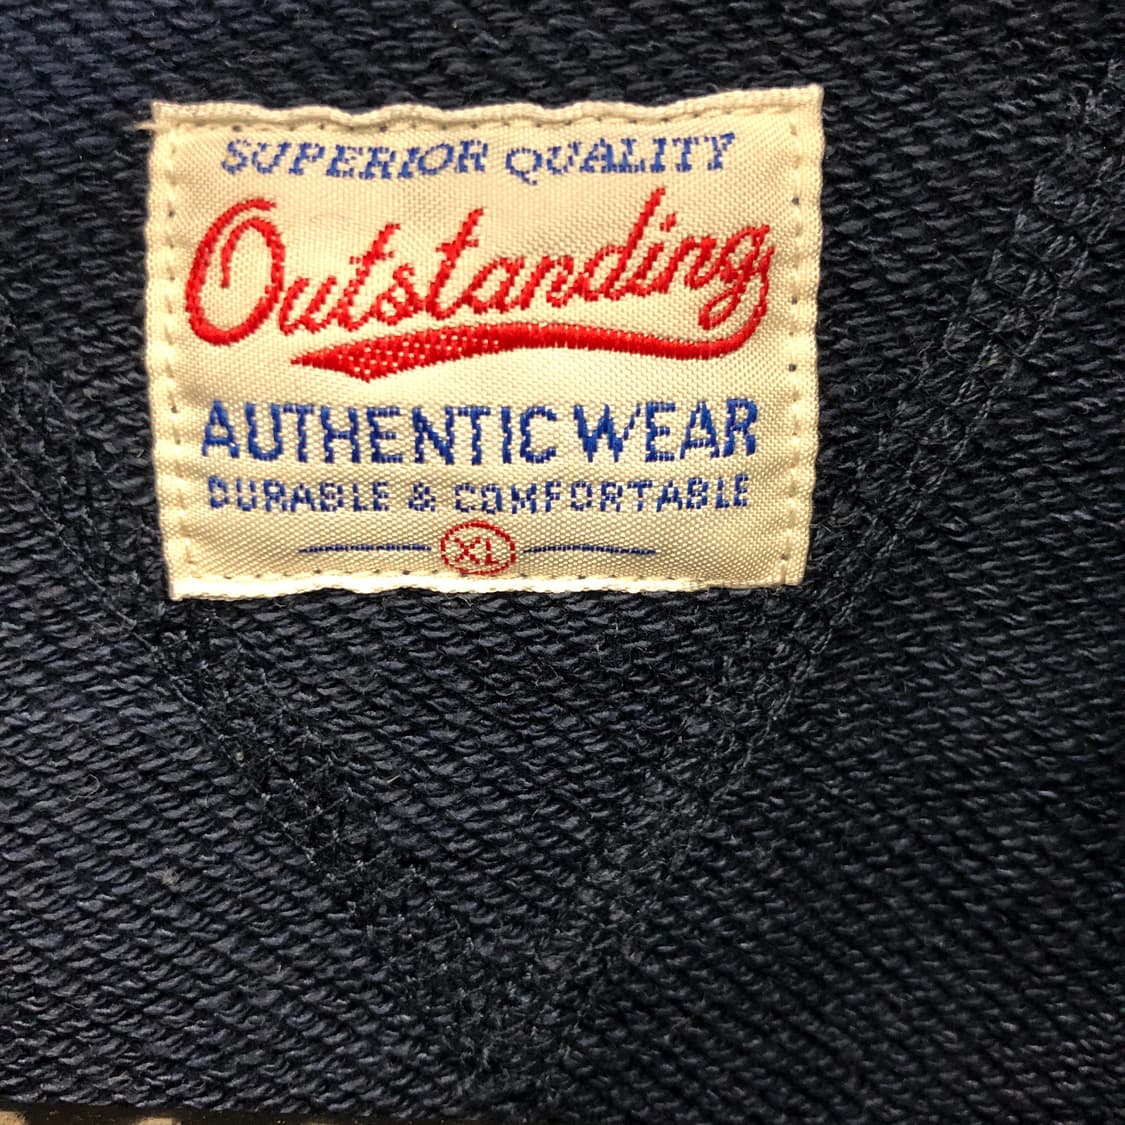 SUPERIOR QUALITY
Outstanding
AUTHENTIC WEAR
DURABLE & COMFORTABLE
XL